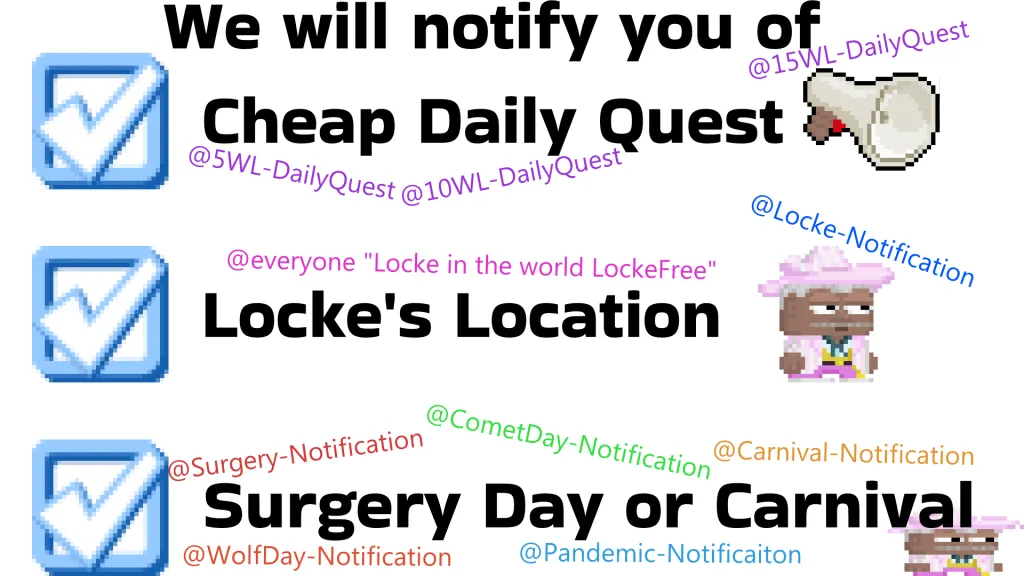 We will notify you of
@15WL-DailyQuest
Cheap Daily Quest
@5WL-DailyQuest
@10WL-DailyQuest
@Locke-Notification
@everyone "Locke in the world LockeFree"
Locke's Location
@CometDay-Notification
@Surgery-Notification
@Carnival-Notification
Surgery Day or Carnival
@WolfDay-Notification
@Pandemic-Notificaiton